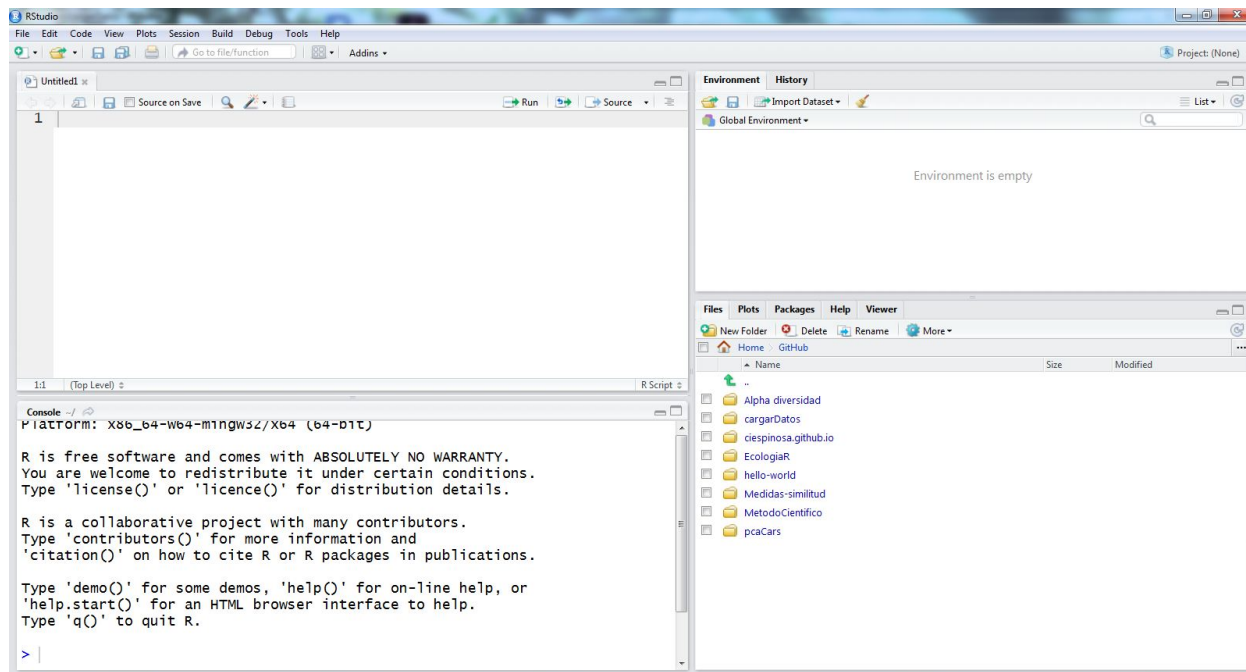 RStudio
File Edit Code View Plots Session Build Debug Tools Help
Go to file/function Addins Project: (None)
Untitled1
Source on Save Run Source
1
1:1 (Top Level) R Script
Console ~/
Platform: x86_64-w64-mingw32/x64 (64-bit)
R is free software and comes with ABSOLUTELY NO WARRANTY.
You are welcome to redistribute it under certain conditions.
Type 'license()' or 'licence()' for distribution details.
R is a collaborative project with many contributors.
Type 'contributors()' for more information and
'citation()' on how to cite R or R packages in publications.
Type 'demo()' for some demos, 'help()' for on-line help, or
'help.start()' for an HTML browser interface to help.
Type 'q()' to quit R.
>
Environment History
Import Dataset List
Global Environment
Environment is empty
Files Plots Packages Help Viewer
New Folder Delete Rename More
Home GitHub ...
Name Size Modified
..
Alpha diversidad
cargarDatos
ciespinosa.github.io
EcologiaR
hello-world
Medidas-similitud
MetodoCientifico
pcaCars